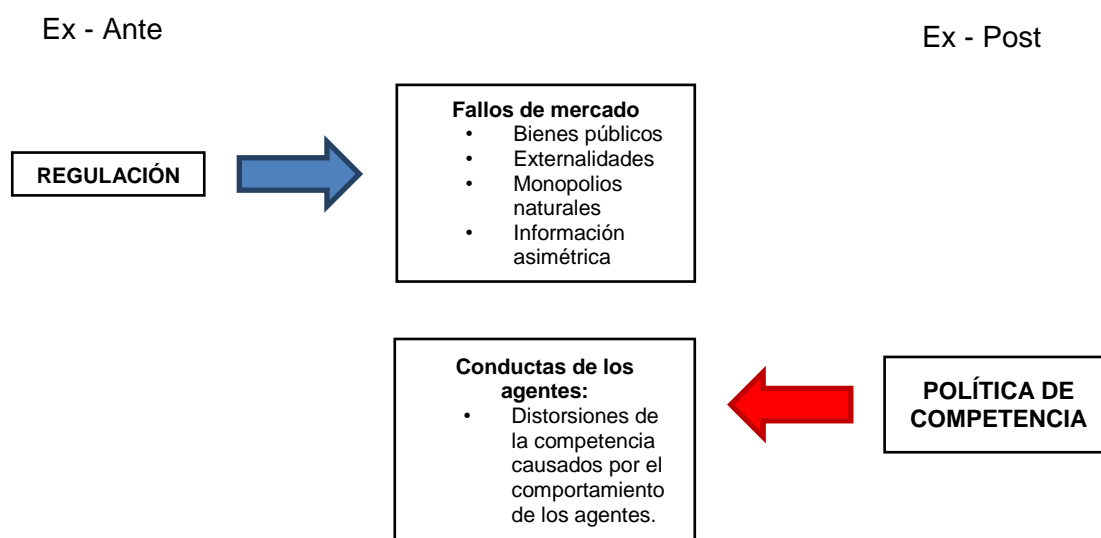 Ex - Ante
Ex - Post
Fallos de mercado
• Bienes públicos
• Externalidades
• Monopolios
naturales
• Información
asimétrica
REGULACIÓN
Conductas de los
agentes:
• Distorsiones de
la competencia
causados por el
comportamiento
de los agentes.
POLÍTICA DE
COMPETENCIA